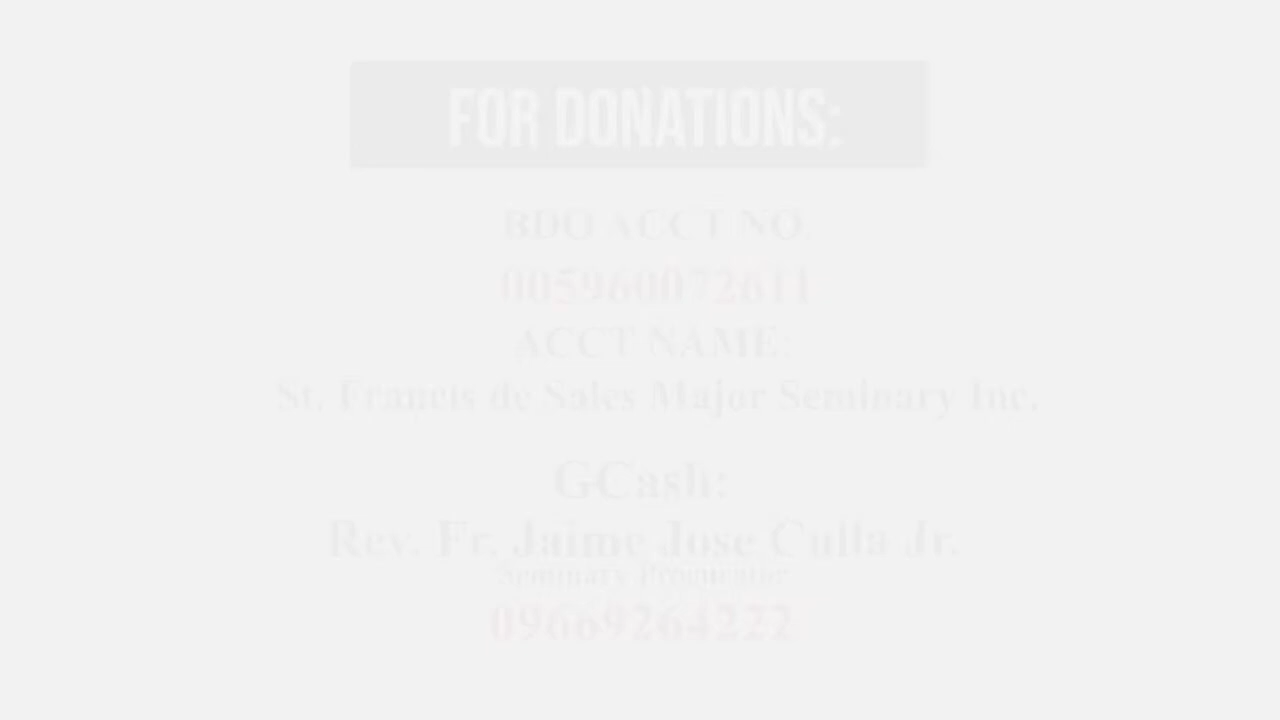 FOR DONATIONS:
BDO ACCT NO.
005960072611
ACCT NAME:
St. Francis de Sales Major Seminary Inc.
GCash:
Rev. Fr. Jaime Jose Culla Jr.
Seminary Procurator
09669264222